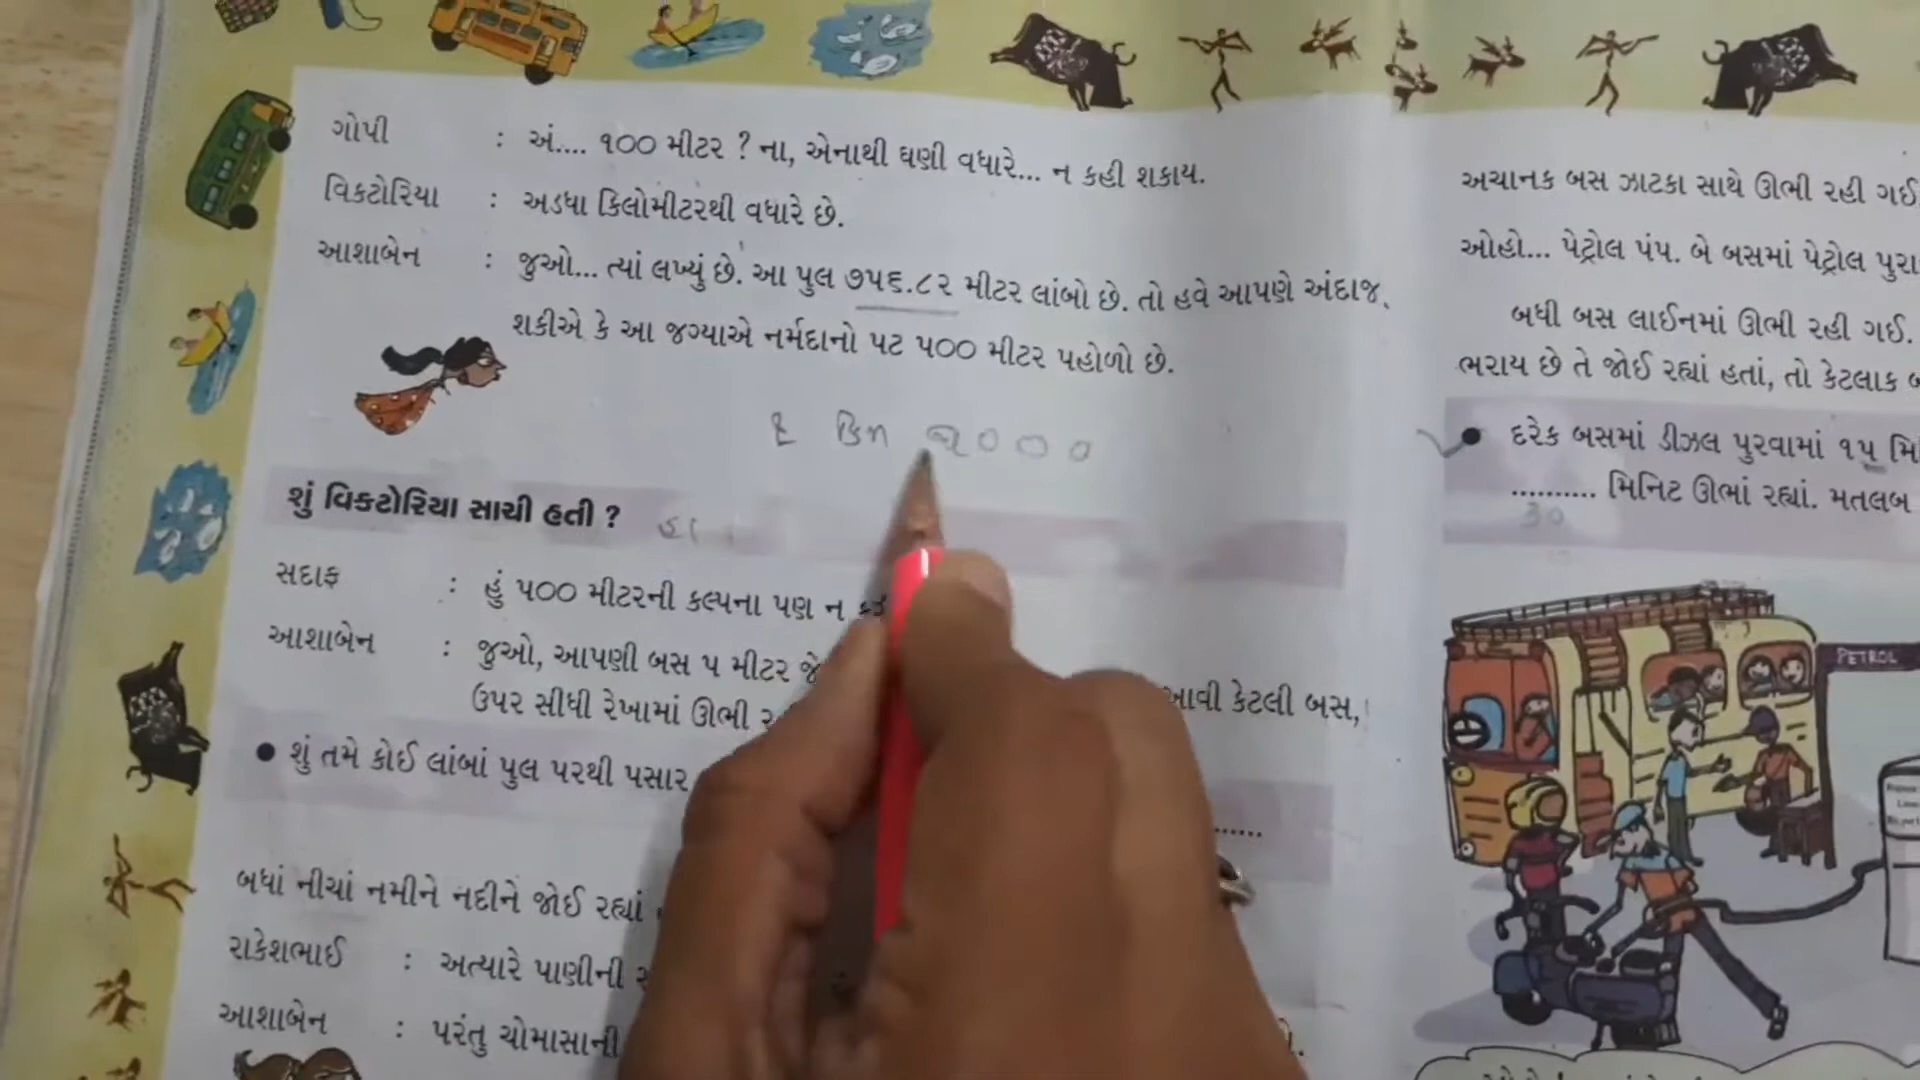 ગોપી : અં.... ૧૦૦ મીટર ? ના, એનાથી ઘણી વધારે... ન કહી શકાય.
વિકટોરિયા : અડધા કિલોમીટરથી વધારે છે.
આશાબેન : જુઓ... ત્યાં લખ્યું છે. આ પુલ ૭૫૬.૮૨ મીટર લાંબો છે. તો હવે આપણે અંદાજ
શકીએ કે આ જગ્યાએ નર્મદાનો પટ ૫૦૦ મીટર પહોળો છે.
શું વિકટોરિયા સાચી હતી ? હા
સદાફ : હું ૫૦૦ મીટરની કલ્પના પણ ન
આશાબેન : જુઓ, આપણી બસ ૫ મીટર
ઉપર સીધી રેખામાં ઊભી આવી કેટલી બસ,
● શું તમે કોઈ લાંબાં પુલ પરથી પસાર ......
બધાં નીચાં નમીને નદીને જોઈ રહ્યાં
રાકેશભાઈ : અત્યારે પાણીની
આશાબેન : પરંતુ ચોમાસાની
અચાનક બસ ઝાટકા સાથે ઊભી રહી ગઈ
ઓહો... પેટ્રોલ પંપ. બે બસમાં પેટ્રોલ પુરા
બધી બસ લાઈનમાં ઊભી રહી ગઈ.
ભરાય છે તે જોઈ રહ્યાં હતાં, તો કેટલાક
● દરેક બસમાં ડીઝલ પુરવામાં ૧૫ મિ
.......... મિનિટ ઊભાં રહ્યાં. મતલબ
30
PETROL